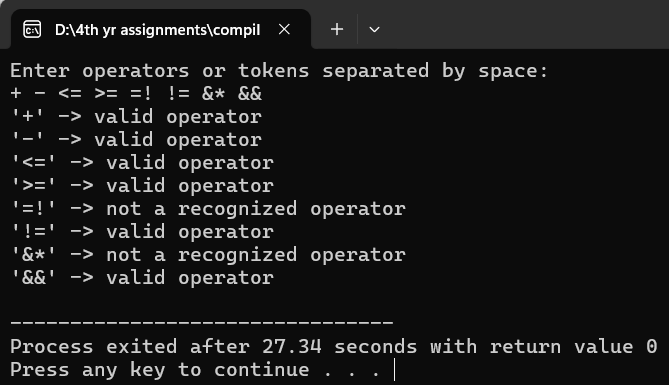 D:\4th yr assignments\compil
Enter operators or tokens separated by space:
+ - <= >= =! != &* &&
'+' -> valid operator
'-' -> valid operator
'<=' -> valid operator
'>=' -> valid operator
'=!' -> not a recognized operator
'!=' -> valid operator
'&*' -> not a recognized operator
'&&' -> valid operator
--------------------------------
Process exited after 27.34 seconds with return value 0
Press any key to continue . . .